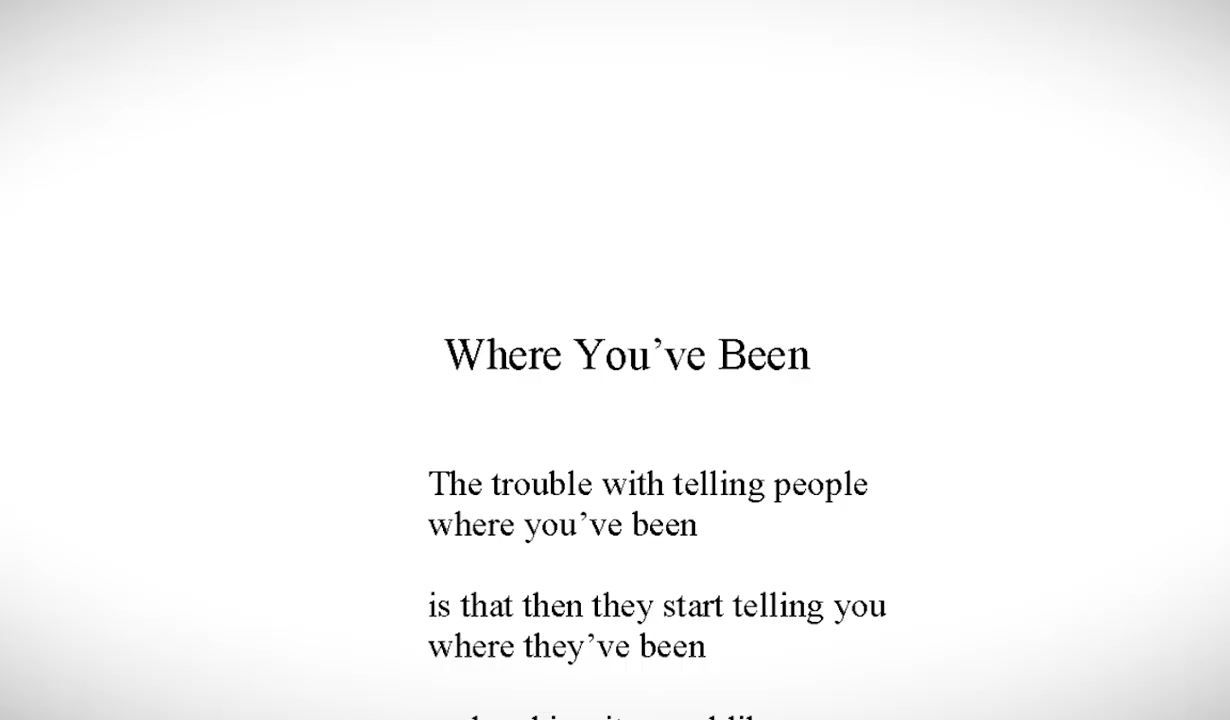 Where You’ve Been
The trouble with telling people
where you’ve been
is that then they start telling you
where they’ve been